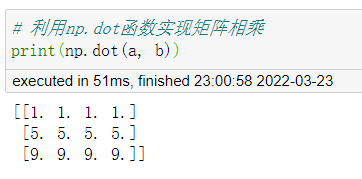 # 利用np.dot函数实现矩阵相乘
print(np.dot(a, b))
executed in 51ms, finished 23:00:58 2022-03-23
[[1. 1. 1. 1.]
 [5. 5. 5. 5.]
 [9. 9. 9. 9.]]